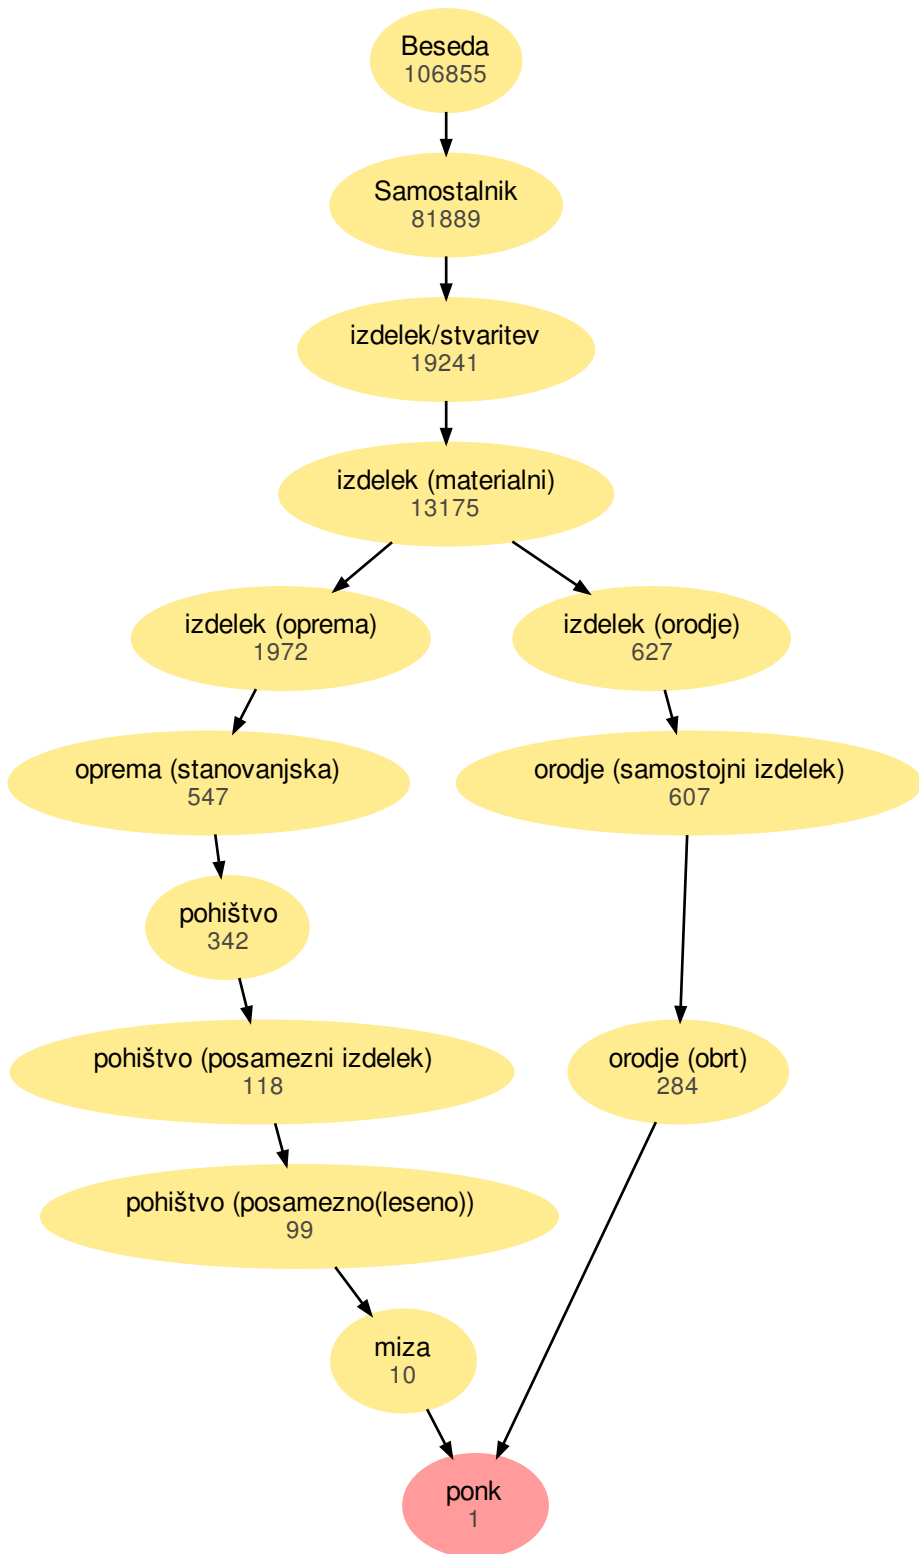 Beseda
106855
Samostalnik
81889
izdelek/stvaritev
19241
izdelek (materialni)
13175
izdelek (oprema)
1972
izdelek (orodje)
627
oprema (stanovanjska)
547
orodje (samostojni izdelek)
607
pohištvo
342
pohištvo (posamezni izdelek)
118
orodje (obrt)
284
pohištvo (posamezno(leseno))
99
miza
10
ponk
1